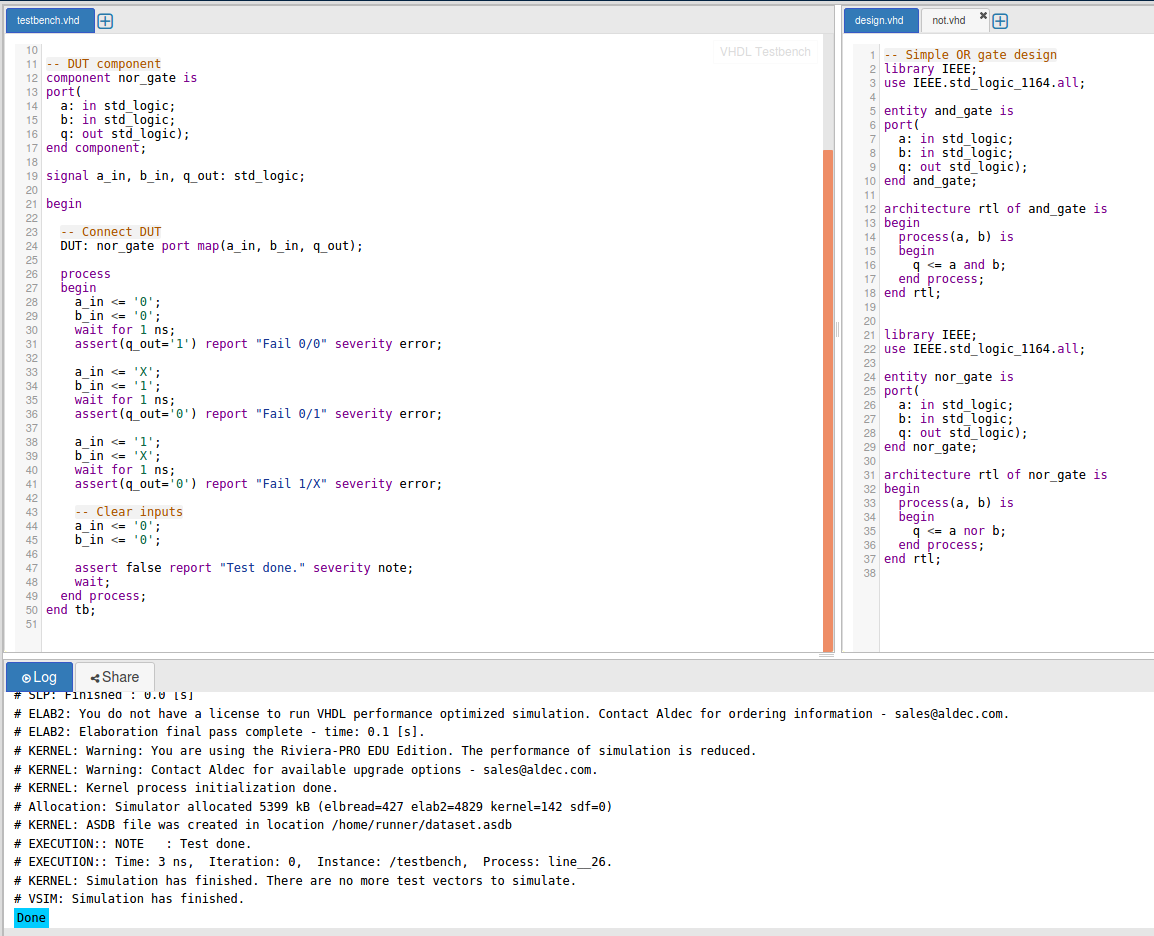 testbench.vhd
VHDL Testbench
10
11 -- DUT component
12 component nor_gate is
13 port(
14 a: in std_logic;
15 b: in std_logic;
16 q: out std_logic);
17 end component;
18
19 signal a_in, b_in, q_out: std_logic;
20
21 begin
22
23 -- Connect DUT
24 DUT: nor_gate port map(a_in, b_in, q_out);
25
26 process
27 begin
28 a_in <= '0';
29 b_in <= '0';
30 wait for 1 ns;
31 assert(q_out='1') report "Fail 0/0" severity error;
32
33 a_in <= 'X';
34 b_in <= '1';
35 wait for 1 ns;
36 assert(q_out='0') report "Fail 0/1" severity error;
37
38 a_in <= '1';
39 b_in <= 'X';
40 wait for 1 ns;
41 assert(q_out='0') report "Fail 1/X" severity error;
42
43 -- Clear inputs
44 a_in <= '0';
45 b_in <= '0';
46
47 assert false report "Test done." severity note;
48 wait;
49 end process;
50 end tb;
51
design.vhd not.vhd
1 -- Simple OR gate design
2 library IEEE;
3 use IEEE.std_logic_1164.all;
4
5 entity and_gate is
6 port(
7 a: in std_logic;
8 b: in std_logic;
9 q: out std_logic);
10 end and_gate;
11
12 architecture rtl of and_gate is
13 begin
14 process(a, b) is
15 begin
16 q <= a and b;
17 end process;
18 end rtl;
19
20
21 library IEEE;
22 use IEEE.std_logic_1164.all;
23
24 entity nor_gate is
25 port(
26 a: in std_logic;
27 b: in std_logic;
28 q: out std_logic);
29 end nor_gate;
30
31 architecture rtl of nor_gate is
32 begin
33 process(a, b) is
34 begin
35 q <= a nor b;
36 end process;
37 end rtl;
38
Log Share
# SLP: Finished : 0.0 [s]
# ELAB2: You do not have a license to run VHDL performance optimized simulation. Contact Aldec for ordering information - sales@aldec.com.
# ELAB2: Elaboration final pass complete - time: 0.1 [s].
# KERNEL: Warning: You are using the Riviera-PRO EDU Edition. The performance of simulation is reduced.
# KERNEL: Warning: Contact Aldec for available upgrade options - sales@aldec.com.
# KERNEL: Kernel process initialization done.
# Allocation: Simulator allocated 5399 kB (elbread=427 elab2=4829 kernel=142 sdf=0)
# KERNEL: ASDB file was created in location /home/runner/dataset.asdb
# EXECUTION:: NOTE : Test done.
# EXECUTION:: Time: 3 ns, Iteration: 0, Instance: /testbench, Process: line__26.
# KERNEL: Simulation has finished. There are no more test vectors to simulate.
# VSIM: Simulation has finished.
Done